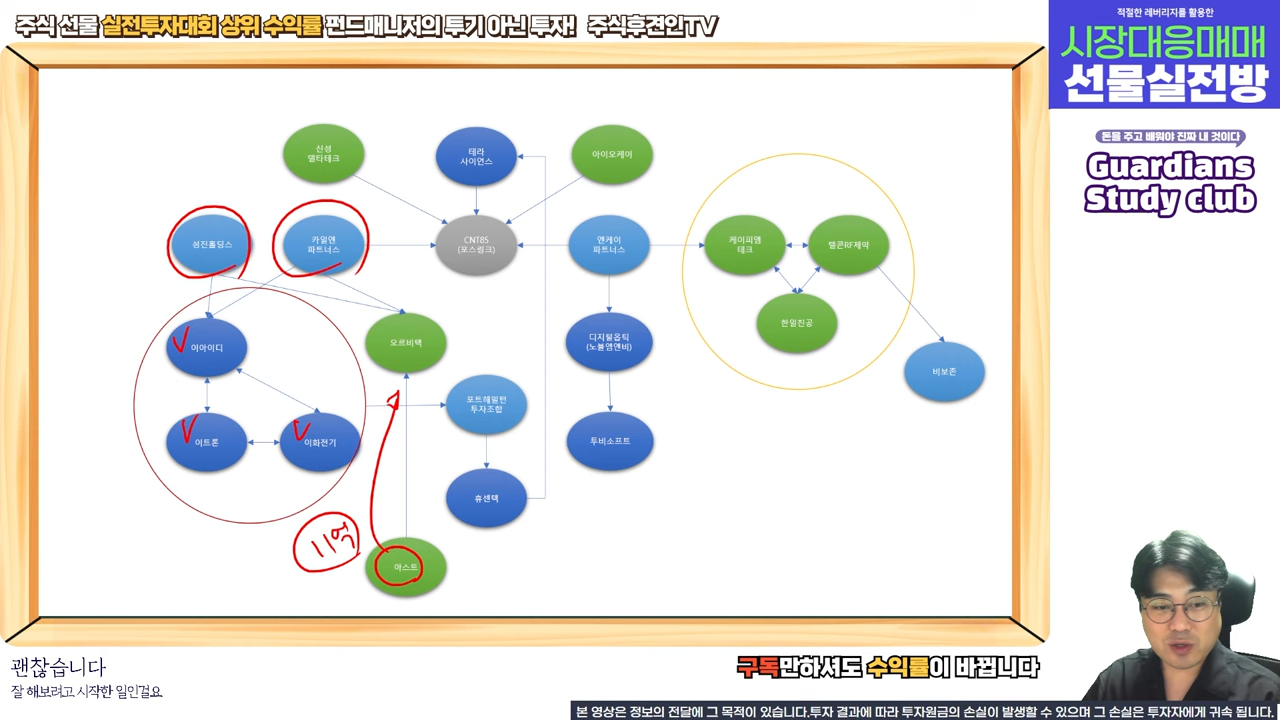 주식 선물 실전투자대회 상위 수익률 펀드매니저의 투기 아닌 투자! 주식후견인TV
적절한 레버리지를 활용한
시장대응매매
선물실전방
돈을 주고 배워야 진짜 내 것이다
Guardians
Study club
신성
델타테크
테라
사이언스
아이오케이
섬진홀딩스
카일앤
파트너스
CNT85
(포스링크)
앤케이
파트너스
케이피엠
테크
텔콘RF제약
한일진공
비보존
이아이디
오르비텍
디지털옵틱
(노블엠앤비)
포트해밀턴
투자조합
이트론
이화전기
투비소프트
휴센텍
11억
아스트
괜찮습니다
잘 해보려고 시작한 일인걸요
구독만하셔도 수익률이 바뀝니다
본 영상은 정보의 전달에 그 목적이 있습니다.투자 결과에 따라 투자원금의 손실이 발생할 수 있으며 그 손실은 투자자에게 귀속 됩니다.